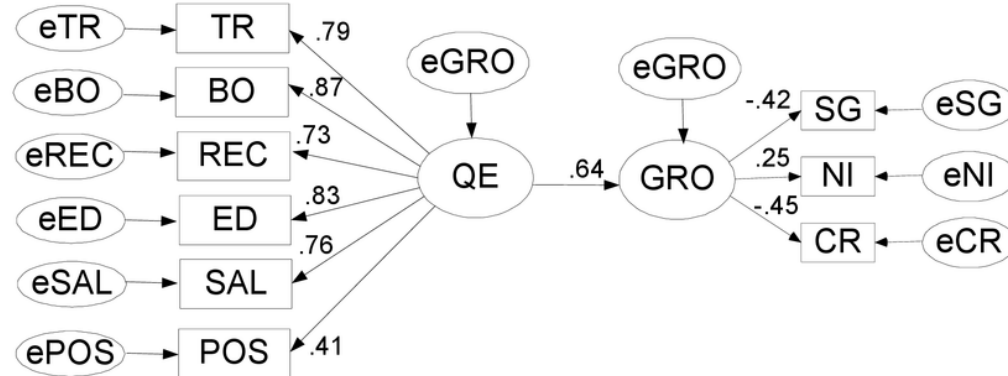 eTR
TR
.79
eBO
BO
.87
eREC
REC
.73
eED
ED
.83
eSAL
SAL
.76
ePOS
POS
.41
eGRO
QE
.64
eGRO
GRO
-.42
SG
eSG
.25
NI
eNI
-.45
CR
eCR